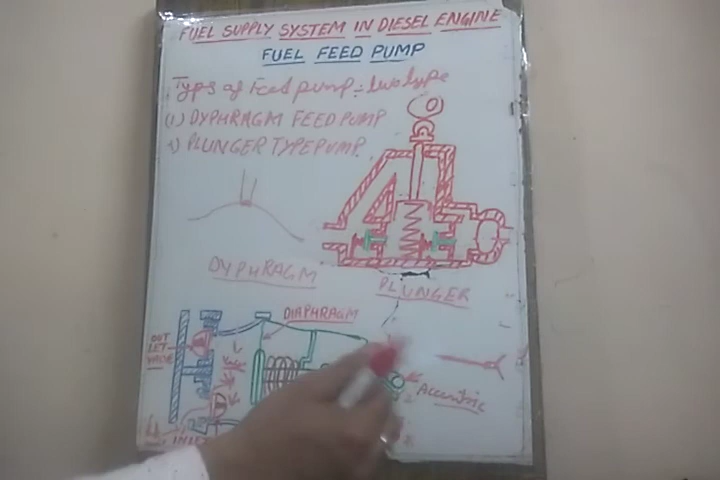 FUEL SUPPLY SYSTEM IN DIESEL ENGINE
FUEL FEED PUMP
Types of Feed pump :- two type
(1) DYPHRAGM FEED PUMP
PLUNGER TYPE PUMP.
DYPHRAGM
PLUNGER
DIAPHRAGM
OUT
LET
VALVE
Accentric
INLET